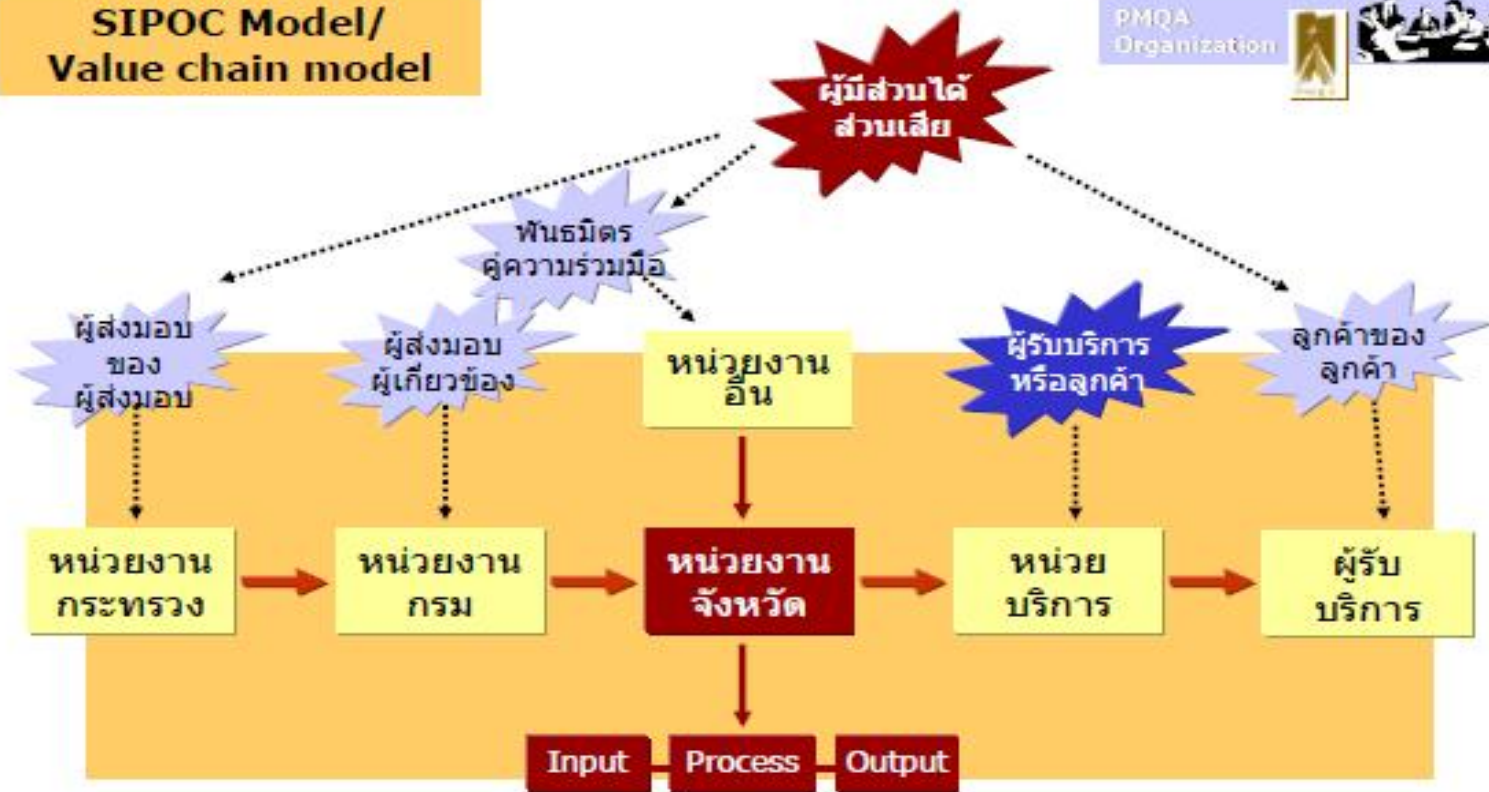 SIPOC Model/
Value chain model
PMQA
Organization
ผู้มีส่วนได้
ส่วนเสีย
พันธมิตร
คู่ความร่วมมือ
ผู้ส่งมอบ
ของ
ผู้ส่งมอบ
ผู้ส่งมอบ
ผู้เกี่ยวข้อง
หน่วยงาน
อื่น
ผู้รับบริการ
หรือลูกค้า
ลูกค้าของ
ลูกค้า
หน่วยงาน
กระทรวง
หน่วยงาน
กรม
หน่วยงาน
จังหวัด
หน่วย
บริการ
ผู้รับ
บริการ
Input
Process
Output